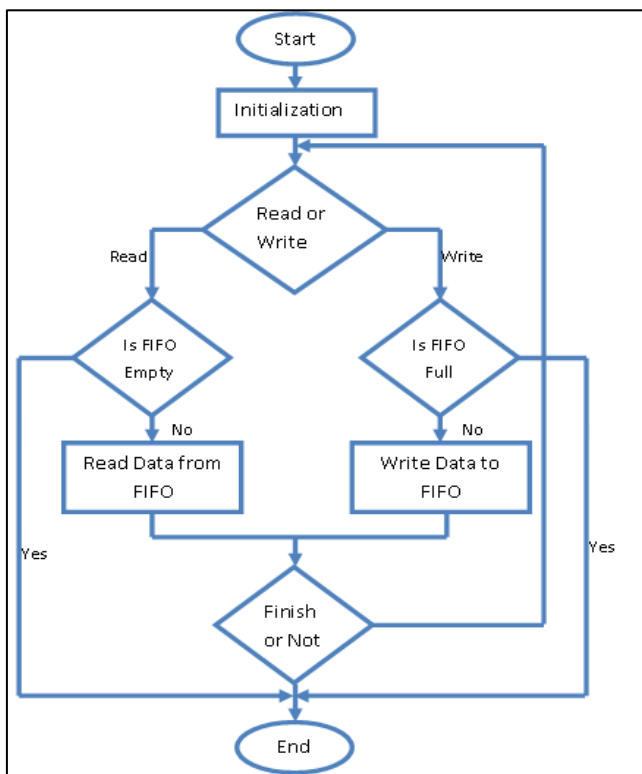 Start
Initialization
Read or
Write
Read
Write
Is FIFO
Empty
Is FIFO
Full
No
No
Read Data from
FIFO
Write Data to
FIFO
Yes
Yes
Finish
or Not
End